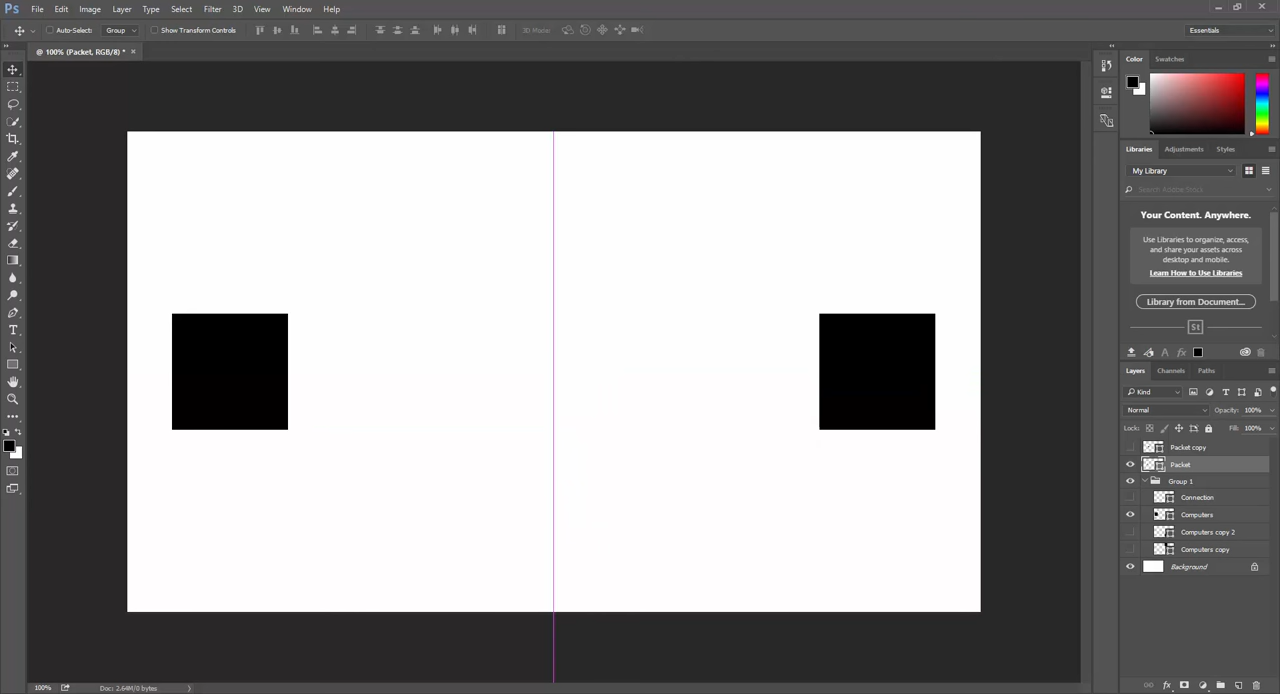 Ps File Edit Image Layer Type Select Filter 3D View Window Help
Auto-Select: Group Show Transform Controls 3D Mode: Essentials
@ 100% (Packet, RGB/8) * ×
Color Swatches
Libraries Adjustments Styles
My Library
Search Adobe Stock
Your Content. Anywhere.
Use Libraries to organize, access,
and share your assets across
desktop and mobile.
Learn How to Use Libraries
Library from Document...
St
fx
Layers Channels Paths
Kind
Normal Opacity: 100%
Lock: Fill: 100%
Packet copy
Packet
Group 1
Connection
Computers
Computers copy 2
Computers copy
Background
100% Doc: 2.64M/0 bytes
fx